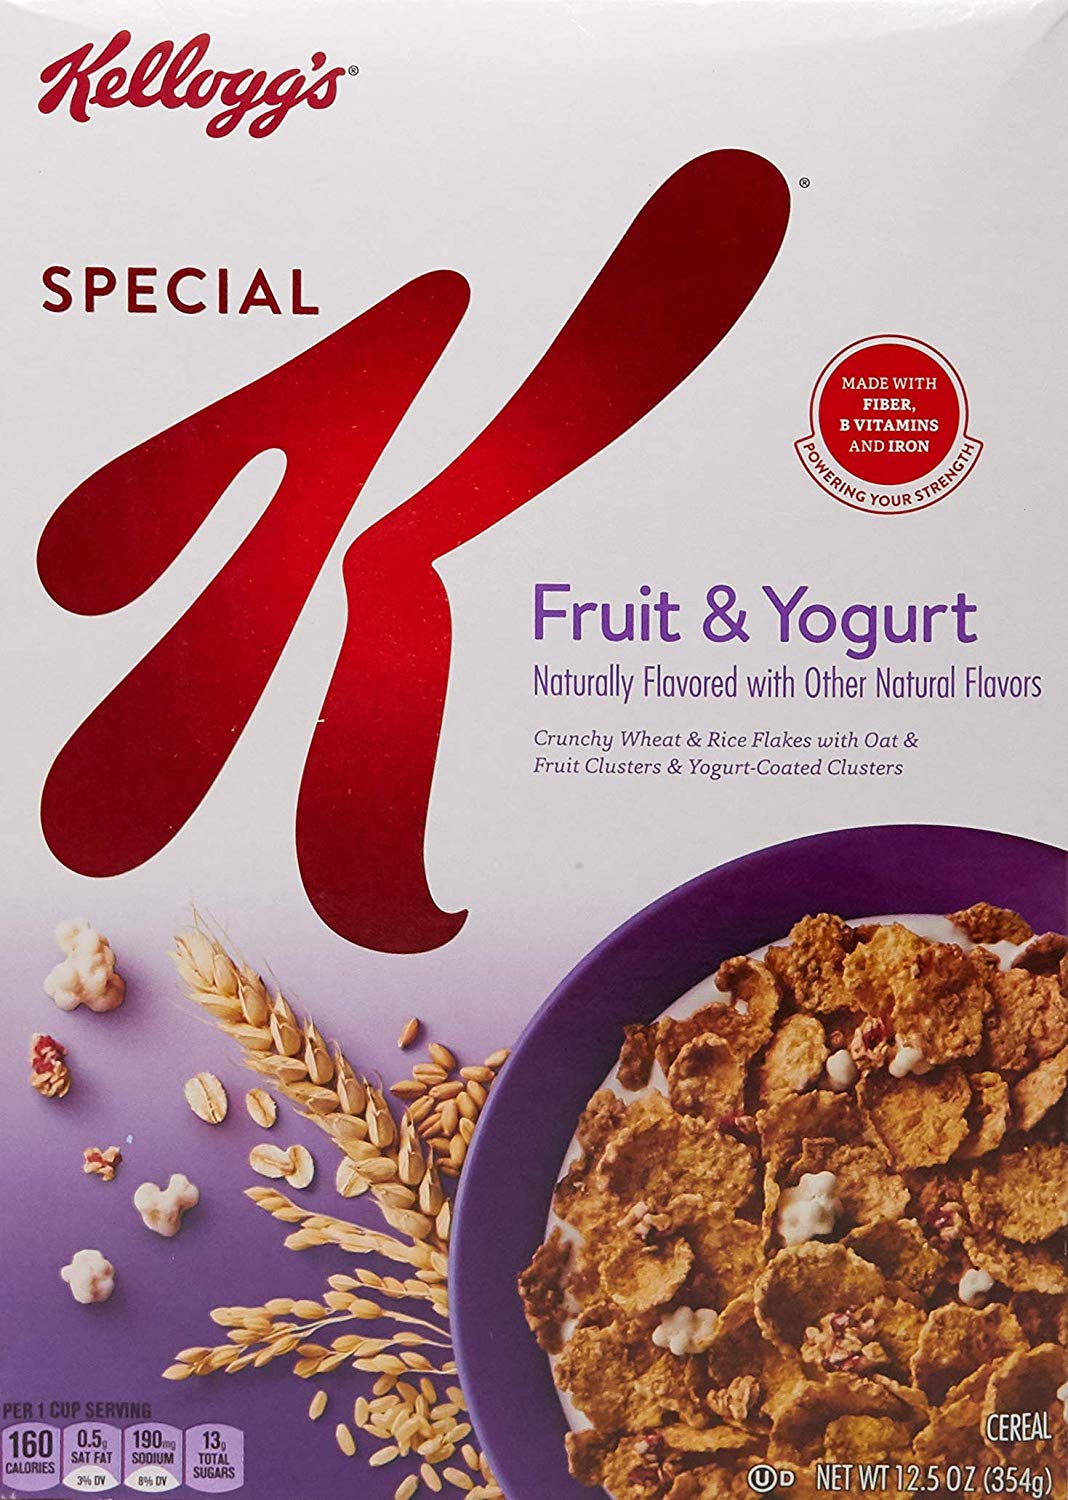 Kellogg's®
SPECIAL
K®
MADE WITH
FIBER,
B VITAMINS
AND IRON
POWERING YOUR STRENGTH
Fruit & Yogurt
Naturally Flavored with Other Natural Flavors
Crunchy Wheat & Rice Flakes with Oat &
Fruit Clusters & Yogurt-Coated Clusters
PER 1 CUP SERVING
160
CALORIES
0.5g
SAT FAT
3% DV
190mg
SODIUM
8% DV
13g
TOTAL
SUGARS
CEREAL
Ⓤ D NET WT 12.5 OZ (354g)